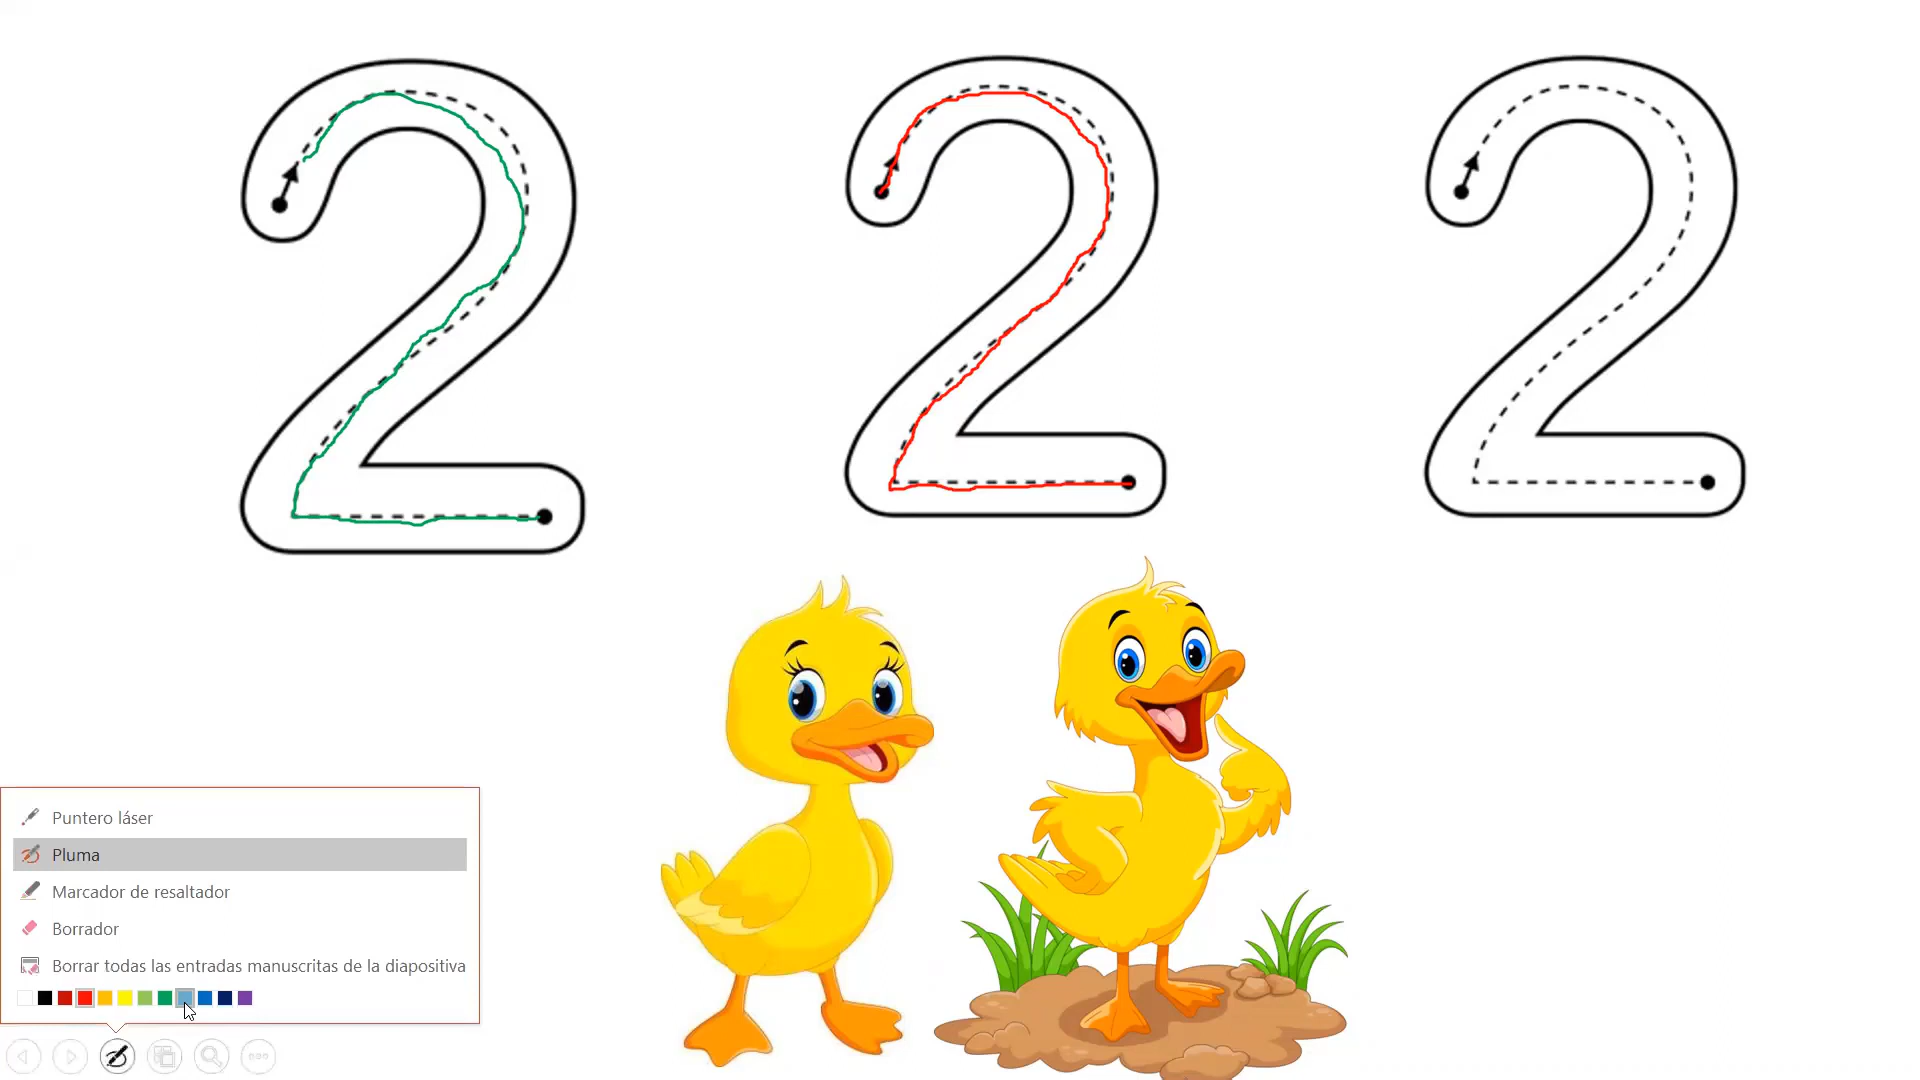 2 2 2
Puntero láser
Pluma
Marcador de resaltador
Borrador
Borrar todas las entradas manuscritas de la diapositiva